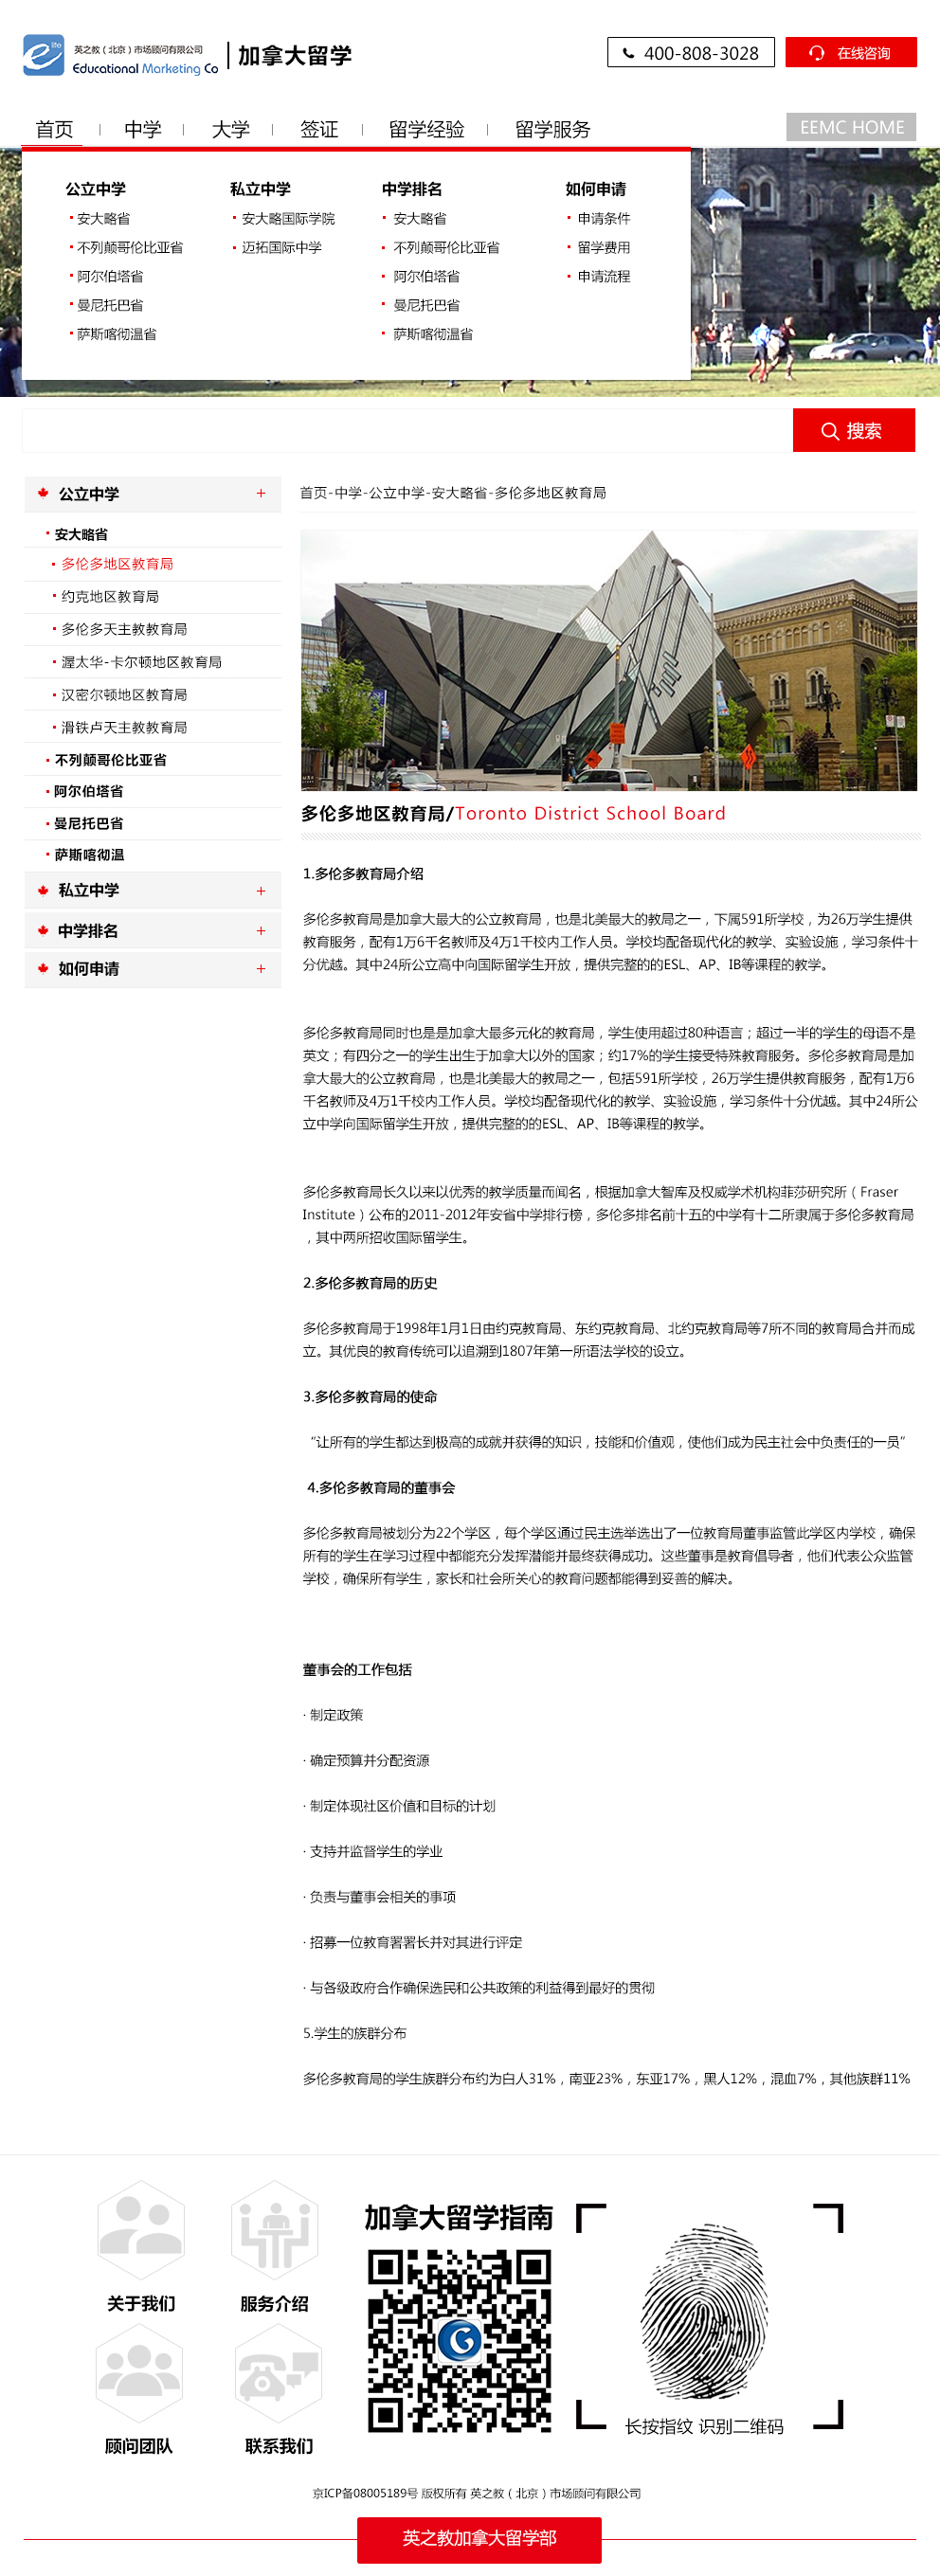 elite
英之教（北京）市场顾问有限公司
Educational Marketing Co
加拿大留学
400-808-3028
在线咨询
首页
中学
大学
签证
留学经验
留学服务
EEMC HOME
公立中学
安大略省
不列颠哥伦比亚省
阿尔伯塔省
曼尼托巴省
萨斯喀彻温省
私立中学
安大略国际学院
迈拓国际中学
中学排名
安大略省
不列颠哥伦比亚省
阿尔伯塔省
曼尼托巴省
萨斯喀彻温省
如何申请
申请条件
留学费用
申请流程
搜索
公立中学 +
安大略省
多伦多地区教育局
约克地区教育局
多伦多天主教教育局
渥太华-卡尔顿地区教育局
汉密尔顿地区教育局
滑铁卢天主教教育局
不列颠哥伦比亚省
阿尔伯塔省
曼尼托巴省
萨斯喀彻温
私立中学 +
中学排名 +
如何申请 +
首页-中学-公立中学-安大略省-多伦多地区教育局
多伦多地区教育局/Toronto District School Board
1.多伦多教育局介绍
多伦多教育局是加拿大最大的公立教育局，也是北美最大的教局之一，下属591所学校，为26万学生提供
教育服务，配有1万6千名教师及4万1千校内工作人员。学校均配备现代化的教学、实验设施，学习条件十
分优越。其中24所公立高中向国际留学生开放，提供完整的的ESL、AP、IB等课程的教学。
多伦多教育局同时也是是加拿大最多元化的教育局，学生使用超过80种语言；超过一半的学生的母语不是
英文；有四分之一的学生出生于加拿大以外的国家；约17%的学生接受特殊教育服务。多伦多教育局是加
拿大最大的公立教育局，也是北美最大的教局之一，包括591所学校，26万学生提供教育服务，配有1万6
千名教师及4万1千校内工作人员。学校均配备现代化的教学、实验设施，学习条件十分优越。其中24所公
立中学向国际留学生开放，提供完整的的ESL、AP、IB等课程的教学。
多伦多教育局长久以来以优秀的教学质量而闻名，根据加拿大智库及权威学术机构菲莎研究所（Fraser
Institute）公布的2011-2012年安省中学排行榜，多伦多排名前十五的中学有十二所隶属于多伦多教育局
，其中两所招收国际留学生。
2.多伦多教育局的历史
多伦多教育局于1998年1月1日由约克教育局、东约克教育局、北约克教育局等7所不同的教育局合并而成
立。其优良的教育传统可以追溯到1807年第一所语法学校的设立。
3.多伦多教育局的使命
“让所有的学生都达到极高的成就并获得的知识，技能和价值观，使他们成为民主社会中负责任的一员”
4.多伦多教育局的董事会
多伦多教育局被划分为22个学区，每个学区通过民主选举选出了一位教育局董事监管此学区内学校，确保
所有的学生在学习过程中都能充分发挥潜能并最终获得成功。这些董事是教育倡导者，他们代表公众监管
学校，确保所有学生，家长和社会所关心的教育问题都能得到妥善的解决。
董事会的工作包括
· 制定政策
· 确定预算并分配资源
· 制定体现社区价值和目标的计划
· 支持并监督学生的学业
· 负责与董事会相关的事项
· 招募一位教育署署长并对其进行评定
· 与各级政府合作确保选民和公共政策的利益得到最好的贯彻
5.学生的族群分布
多伦多教育局的学生族群分布约为白人31%，南亚23%，东亚17%，黑人12%，混血7%，其他族群11%
关于我们
服务介绍
顾问团队
联系我们
加拿大留学指南
长按指纹 识别二维码
京ICP备08005189号 版权所有 英之教（北京）市场顾问有限公司
英之教加拿大留学部